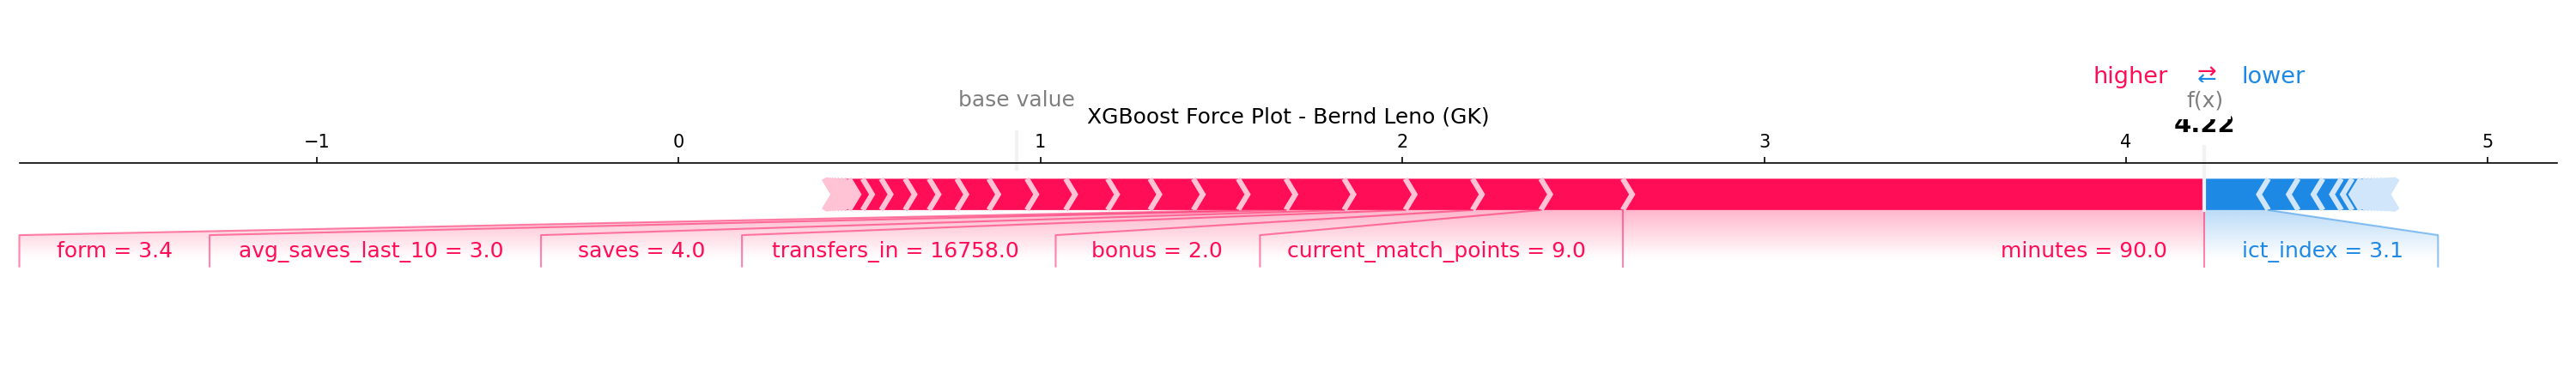 higher ⇄ lower
base value
f(x)
XGBoost Force Plot - Bernd Leno (GK)
4.22
−1 0 1 2 3 4 5
form = 3.4 avg_saves_last_10 = 3.0 saves = 4.0 transfers_in = 16758.0 bonus = 2.0 current_match_points = 9.0 minutes = 90.0 ict_index = 3.1